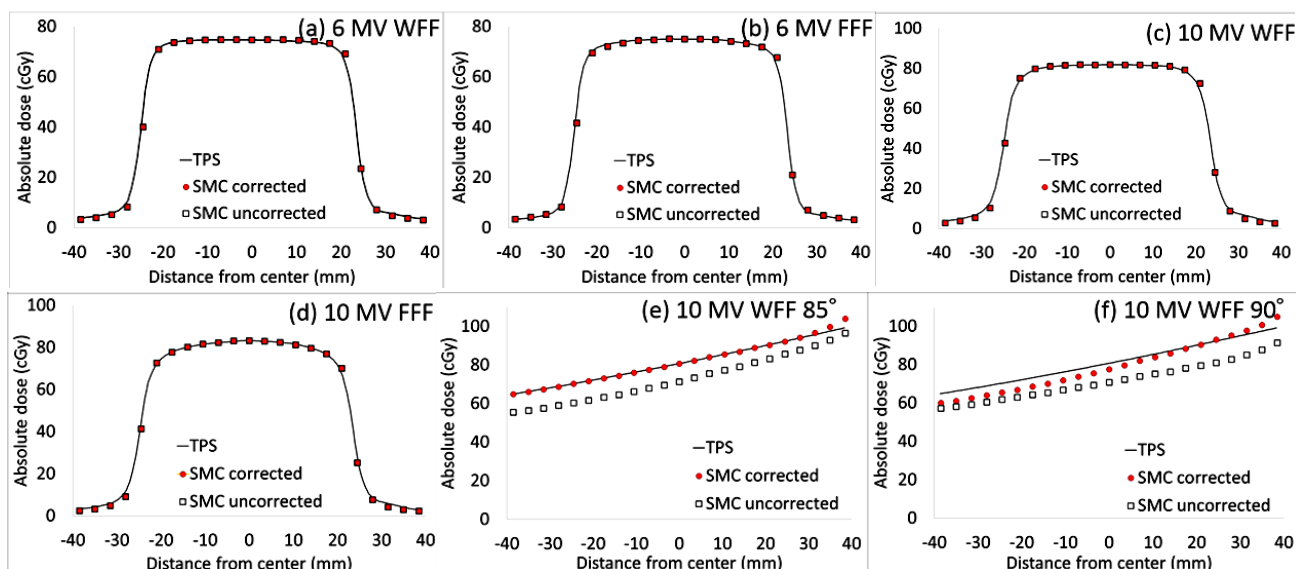 (a) 6 MV WFF
Absolute dose (cGy)
80
60
40
20
0
TPS
SMC corrected
SMC uncorrected
-40 -30 -20 -10 0 10 20 30 40
Distance from center (mm)
(b) 6 MV FFF
Absolute dose (cGy)
80
60
40
20
0
TPS
SMC corrected
SMC uncorrected
-40 -30 -20 -10 0 10 20 30 40
Distance from center (mm)
(c) 10 MV WFF
Absolute dose (cGy)
100
80
60
40
20
0
TPS
SMC corrected
SMC uncorrected
-40 -30 -20 -10 0 10 20 30 40
Distance from center (mm)
(d) 10 MV FFF
Absolute dose (cGy)
100
80
60
40
20
0
TPS
SMC corrected
SMC uncorrected
-40 -30 -20 -10 0 10 20 30 40
Distance from center (mm)
(e) 10 MV WFF 85°
Absolute dose (cGy)
100
80
60
40
20
0
TPS
SMC corrected
SMC uncorrected
-40 -30 -20 -10 0 10 20 30 40
Distance from center (mm)
(f) 10 MV WFF 90°
Absolute dose (cGy)
100
80
60
40
20
0
TPS
SMC corrected
SMC uncorrected
-40 -30 -20 -10 0 10 20 30 40
Distance from center (mm)